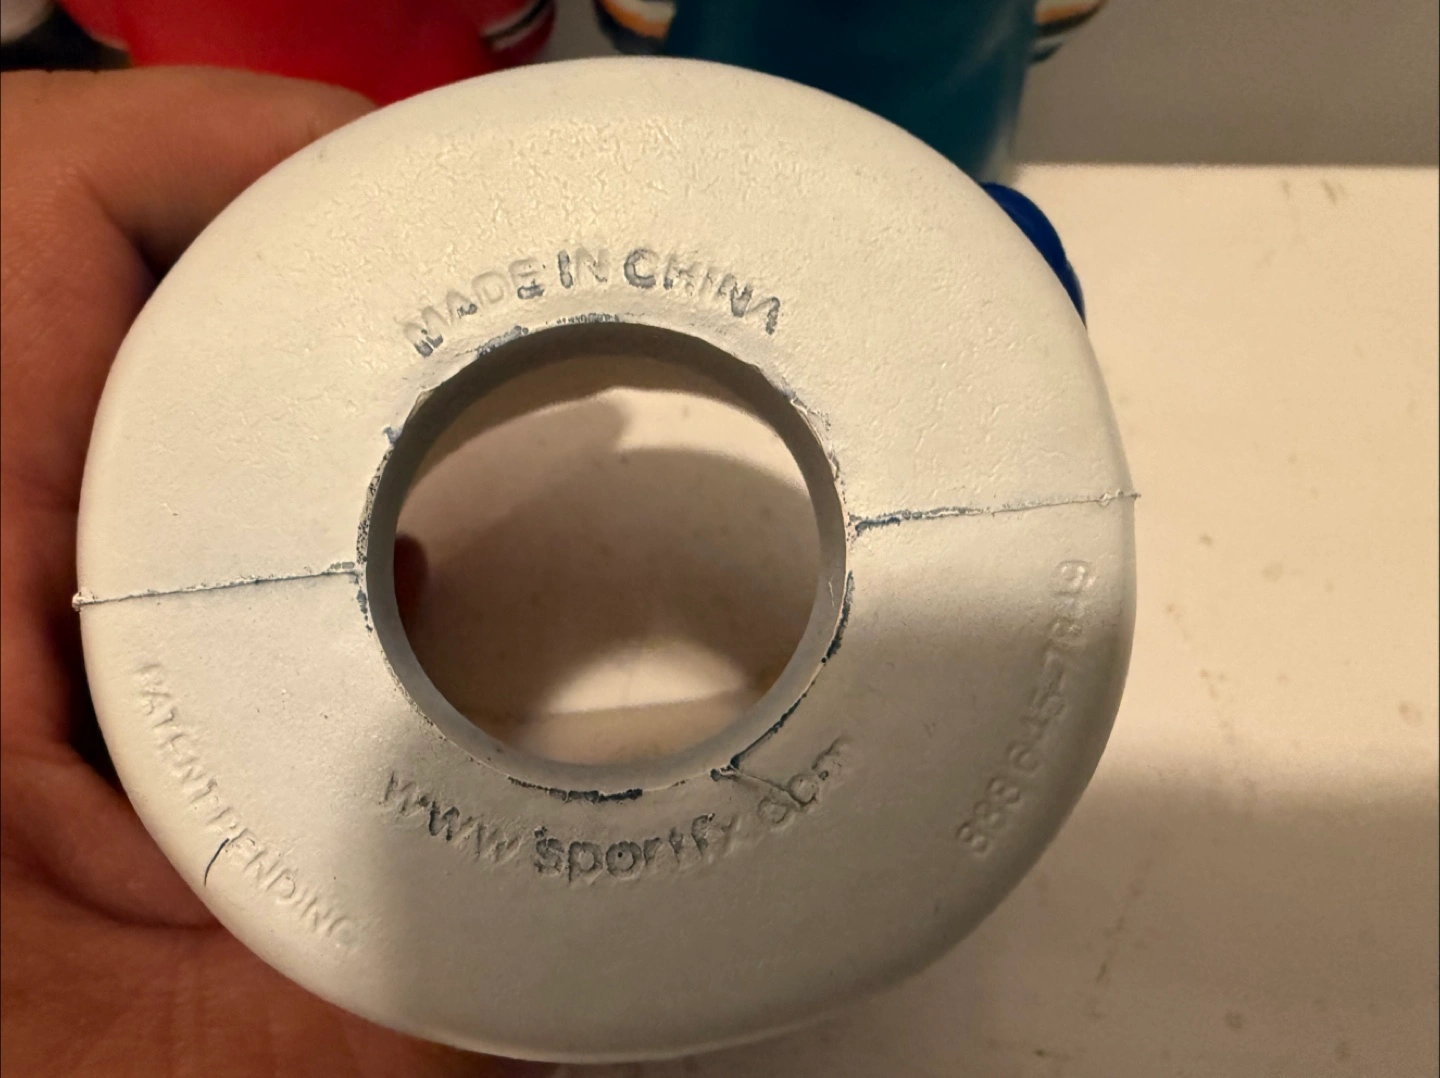 MADE IN CHINA
PATENT PENDING
www.sportfx.com